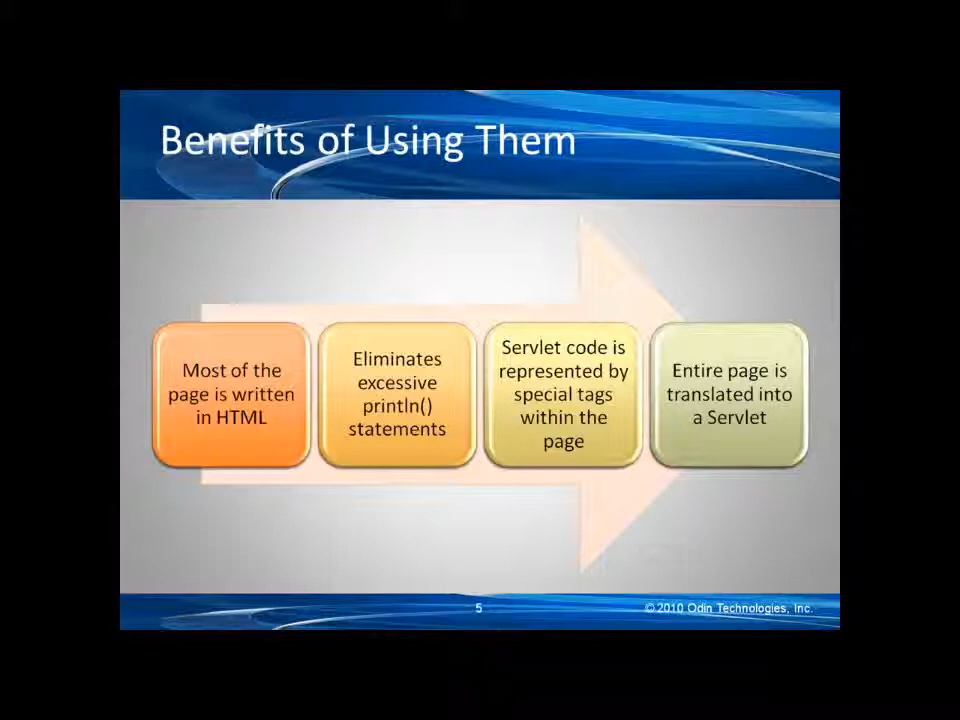 Benefits of Using Them
Most of the
page is written
in HTML
Eliminates
excessive
println()
statements
Servlet code is
represented by
special tags
within the
page
Entire page is
translated into
a Servlet
5
© 2010 Odin Technologies, Inc.